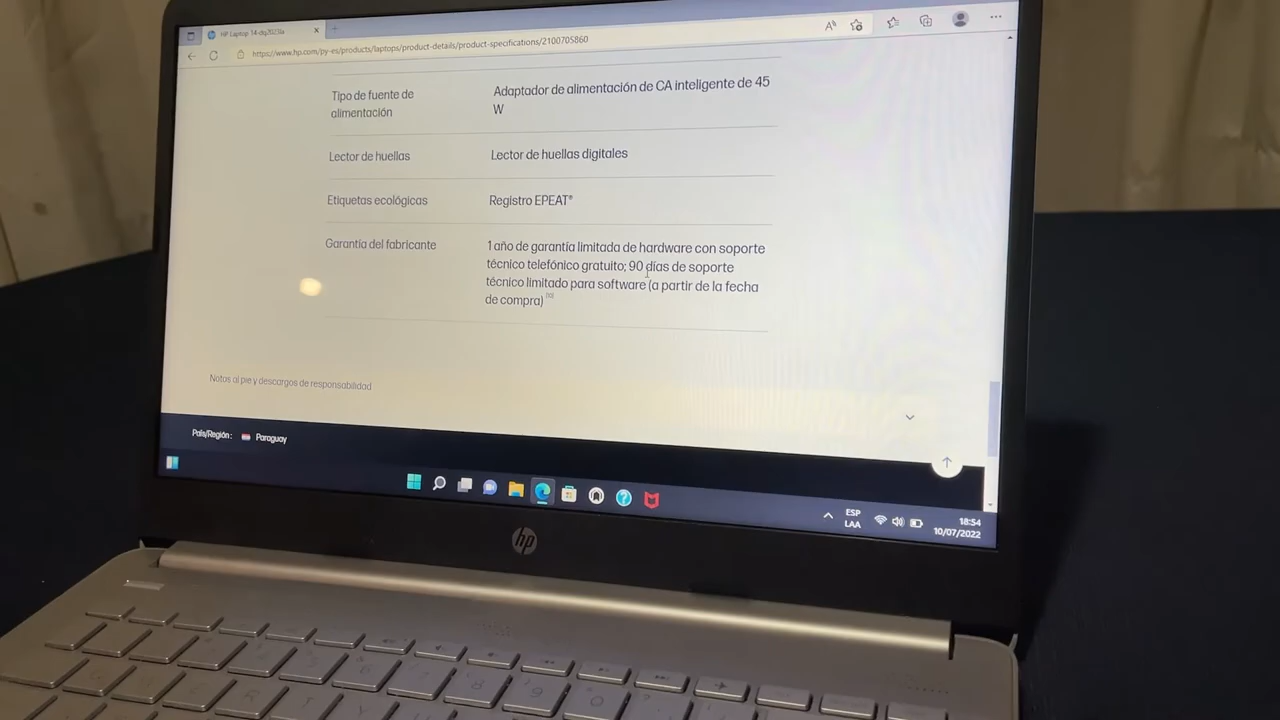 HP Laptop 14-dq2023la
https://www.hp.com/py-es/products/laptops/product-details/product-specifications/2100705860
Tipo de fuente de
alimentación
Adaptador de alimentación de CA inteligente de 45
W
Lector de huellas
Lector de huellas digitales
Etiquetas ecológicas
Registro EPEAT®
Garantía del fabricante
1 año de garantía limitada de hardware con soporte
técnico telefónico gratuito; 90 días de soporte
técnico limitado para software (a partir de la fecha
de compra) [10]
Notas al pie y descargos de responsabilidad
País/Región: Paraguay
ESP
LAA
18:54
10/07/2022
hp